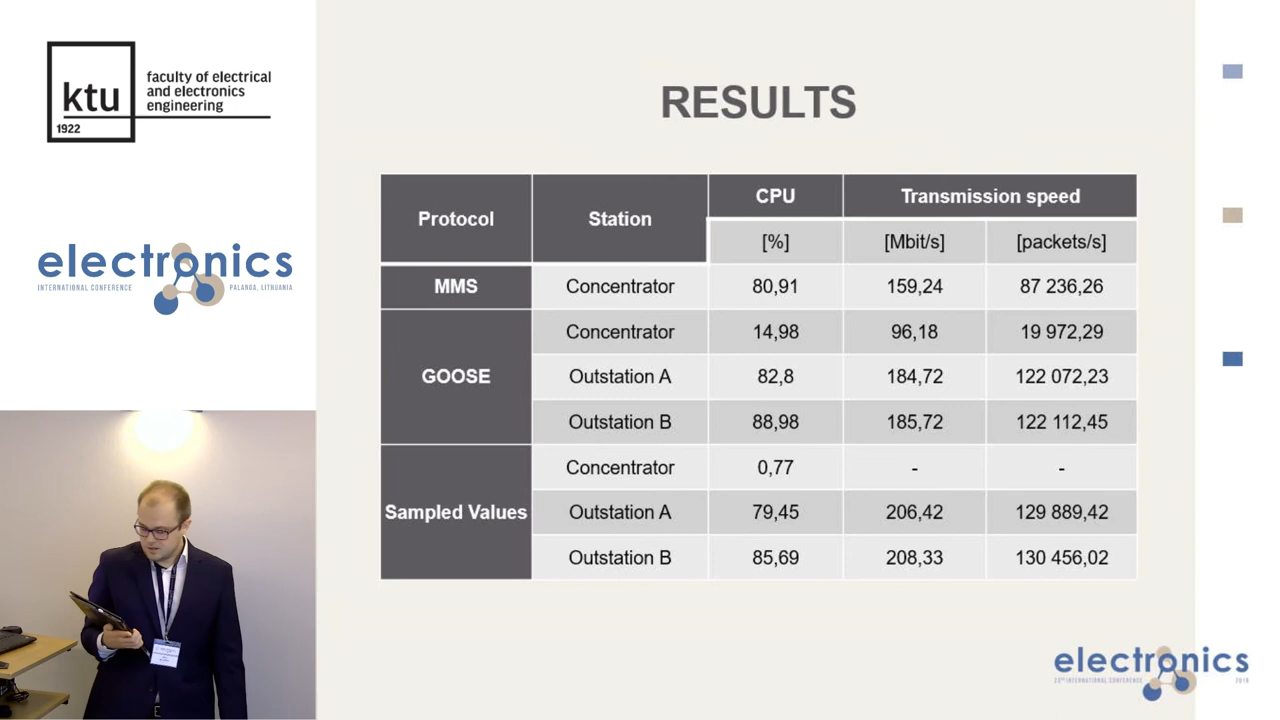 ktu
1922
faculty of electrical
and electronics
engineering
electronics
INTERNATIONAL CONFERENCE PALANGA, LITHUANIA
RESULTS
Protocol Station CPU Transmission speed
[%] [Mbit/s] [packets/s]
MMS Concentrator 80,91 159,24 87 236,26
GOOSE Concentrator 14,98 96,18 19 972,29
Outstation A 82,8 184,72 122 072,23
Outstation B 88,98 185,72 122 112,45
Sampled Values Concentrator 0,77 - -
Outstation A 79,45 206,42 129 889,42
Outstation B 85,69 208,33 130 456,02
electronics
INTERNATIONAL CONFERENCE